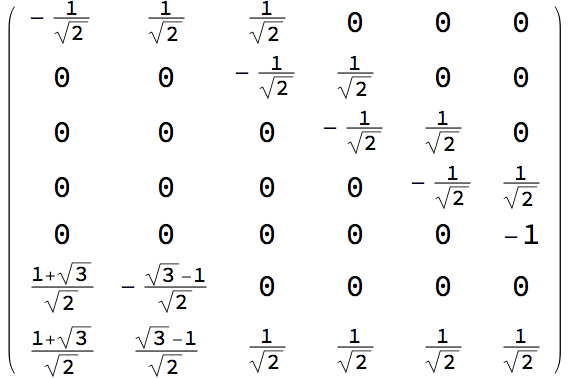 -1/√2 1/√2 1/√2 0 0 0
0 0 -1/√2 1/√2 0 0
0 0 0 -1/√2 1/√2 0
0 0 0 0 -1/√2 1/√2
0 0 0 0 0 -1
(1+√3)/√2 -(√3-1)/√2 0 0 0 0
(1+√3)/√2 (√3-1)/√2 1/√2 1/√2 1/√2 1/√2